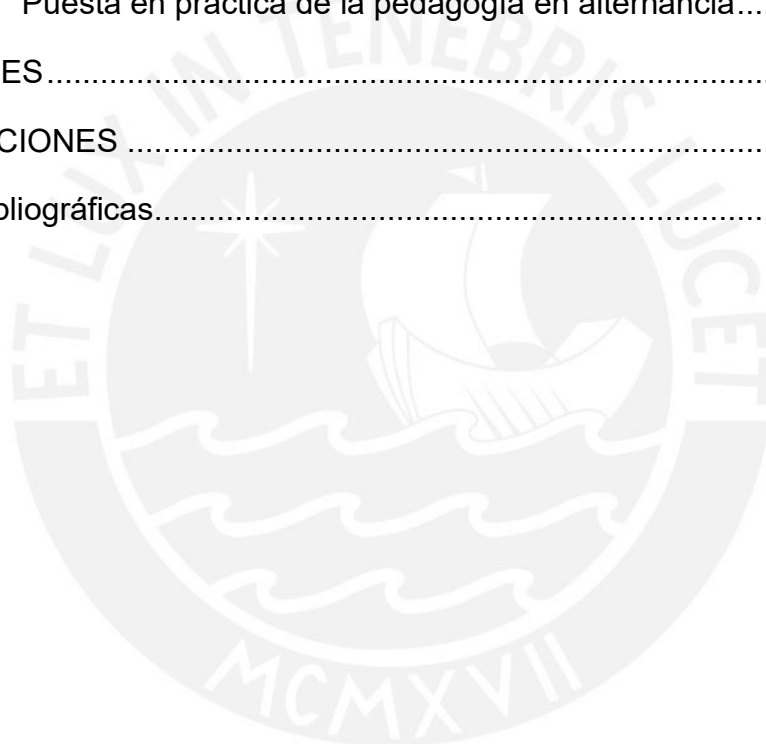 Puesta en práctica de la pedagogía en alternancia...
ES....................................................................................
CIONES ...........................................................................
bliográficas.......................................................................
ET LUX IN TENEBRIS LUCET
MCMXVII